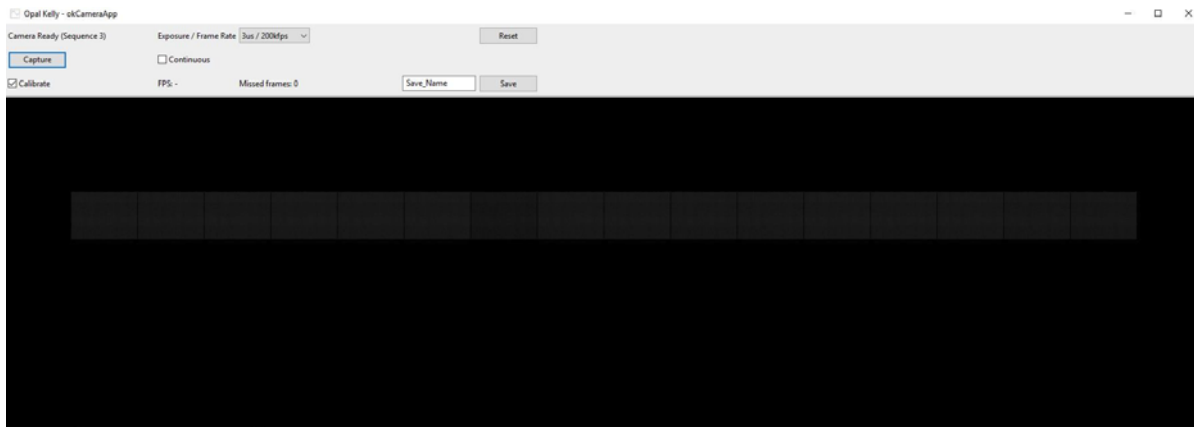 Opal Kelly - okCameraApp
Camera Ready (Sequence 3) Exposure / Frame Rate 3us / 200kfps Reset
Capture Continuous
Calibrate FPS: - Missed frames: 0 Save_Name Save